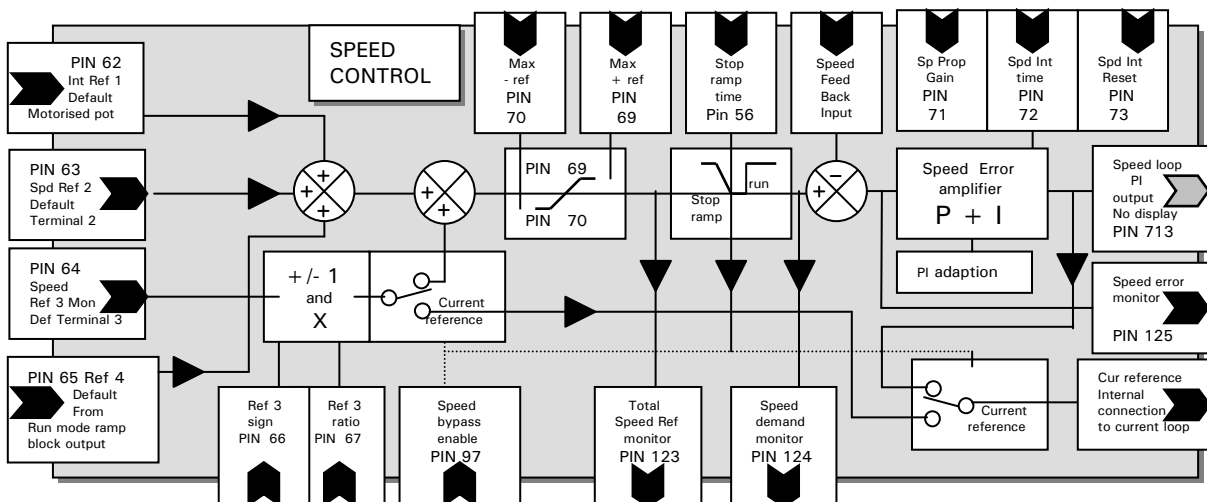 SPEED
CONTROL
PIN 62
Int Ref 1
Default
Motorised pot
PIN 63
Spd Ref 2
Default
Terminal 2
PIN 64
Speed
Ref 3 Mon
Def Terminal 3
PIN 65 Ref 4
Default
From
Run mode ramp
block output
Max
- ref
PIN
70
Max
+ ref
PIN
69
Stop
ramp
time
Pin 56
Speed
Feed
Back
Input
Sp Prop
Gain
PIN
71
Spd Int
time
PIN
72
Spd Int
Reset
PIN
73
+
+
+
+
+
PIN 69
PIN 70
run
Stop
ramp
+
-
Speed Error
amplifier
P + I
PI adaption
Speed loop
PI
output
No display
PIN 713
Speed error
monitor
PIN 125
+/- 1
and
X
Current
reference
Current
reference
Cur reference
Internal
connection
to current loop
Ref 3
sign
PIN 66
Ref 3
ratio
PIN 67
Speed
bypass
enable
PIN 97
Total
Speed Ref
monitor
PIN 123
Speed
demand
monitor
PIN 124